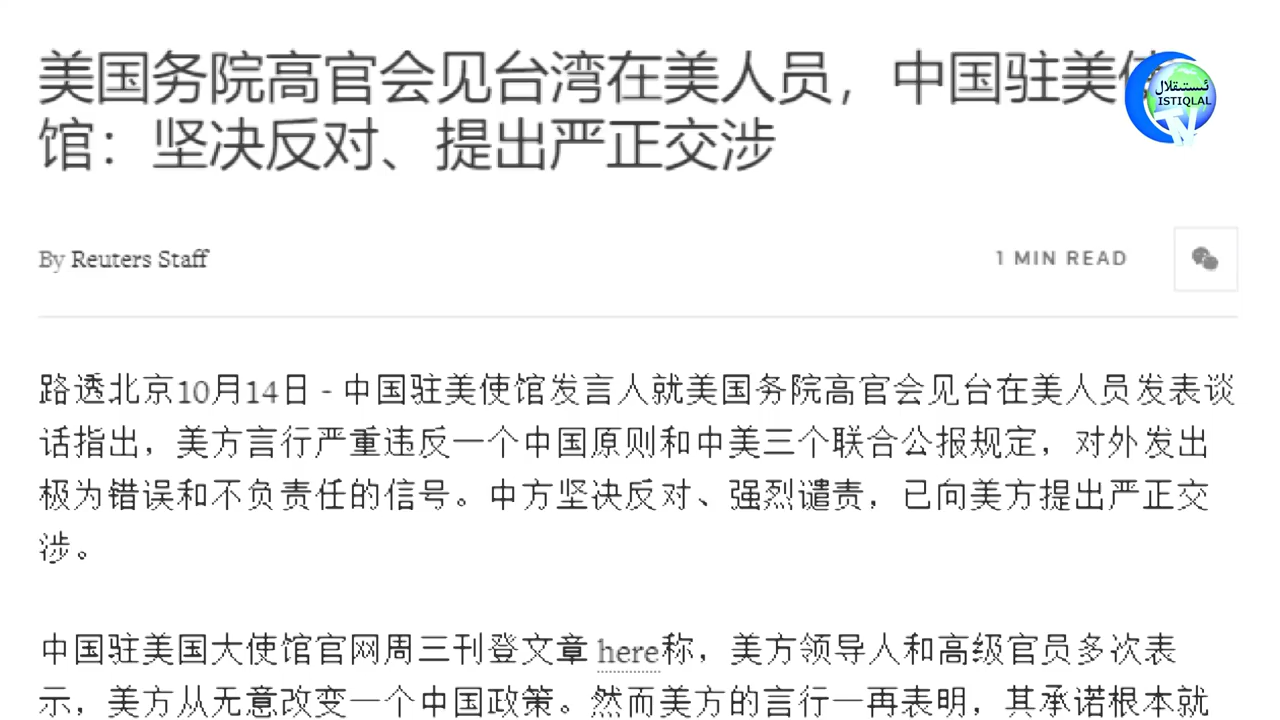 美国务院高官会见台湾在美人员，中国驻美使
馆：坚决反对、提出严正交涉
ئىستىقلال
ISTIQLAL
TV
By Reuters Staff
1 MIN READ
路透北京10月14日 - 中国驻美使馆发言人就美国务院高官会见台在美人员发表谈
话指出，美方言行严重违反一个中国原则和中美三个联合公报规定，对外发出
极为错误和不负责任的信号。中方坚决反对、强烈谴责，已向美方提出严正交
涉。
中国驻美国大使馆官网周三刊登文章 here称，美方领导人和高级官员多次表
示，美方从无意改变一个中国政策。然而美方的言行一再表明，其承诺根本就